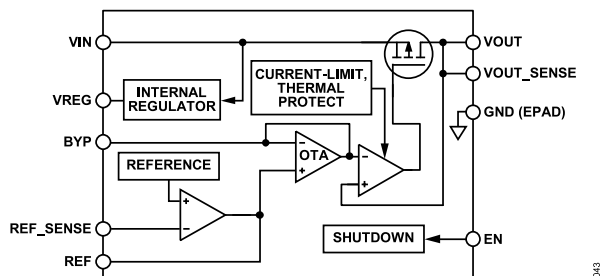 VIN
VOUT
VOUT_SENSE
CURRENT-LIMIT,
THERMAL
PROTECT
INTERNAL
REGULATOR
VREG
GND (EPAD)
BYP
REFERENCE
OTA
−
+
−
+
+
−
REF_SENSE
SHUTDOWN
EN
REF
043